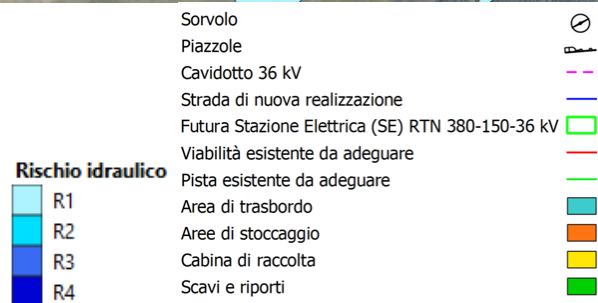 Sorvolo
Piazzole
Cavidotto 36 kV
Strada di nuova realizzazione
Futura Stazione Elettrica (SE) RTN 380-150-36 kV
Viabilità esistente da adeguare
Pista esistente da adeguare
Area di trasbordo
Aree di stoccaggio
Cabina di raccolta
Scavi e riporti
Rischio idraulico
R1
R2
R3
R4